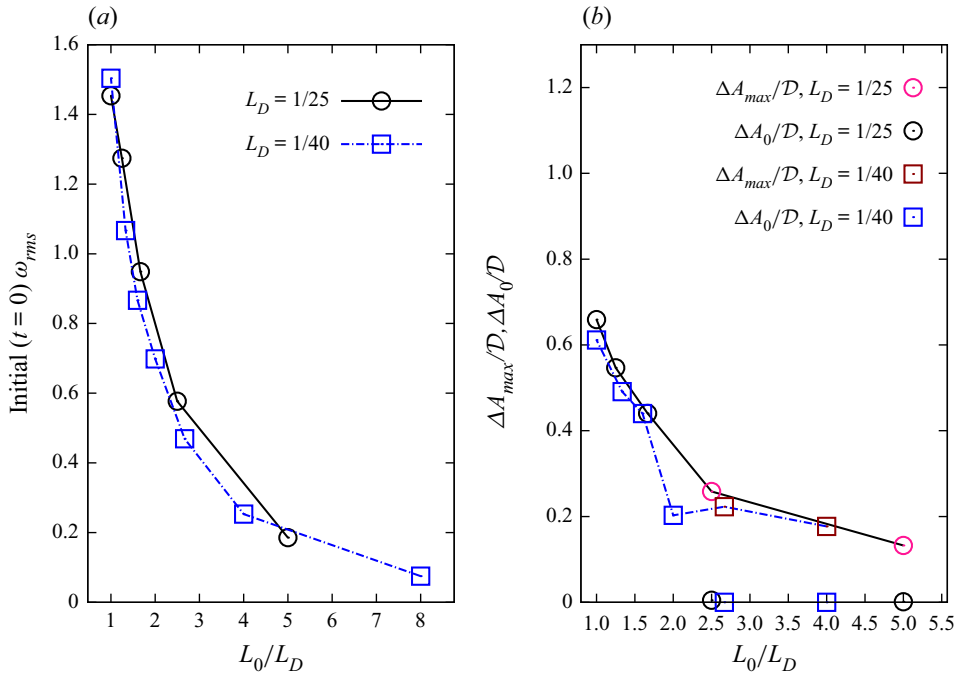 (a)
Initial (t = 0) ω_rms
1.6
1.4
1.2
1.0
0.8
0.6
0.4
0.2
0
L_D = 1/25
L_D = 1/40
1 2 3 4 5 6 7 8
L_0/L_D
(b)
ΔA_max/𝒟, ΔA_0/𝒟
1.2
1.0
0.8
0.6
0.4
0.2
0
ΔA_max/𝒟, L_D = 1/25
ΔA_0/𝒟, L_D = 1/25
ΔA_max/𝒟, L_D = 1/40
ΔA_0/𝒟, L_D = 1/40
1.0 1.5 2.0 2.5 3.0 3.5 4.0 4.5 5.0 5.5
L_0/L_D